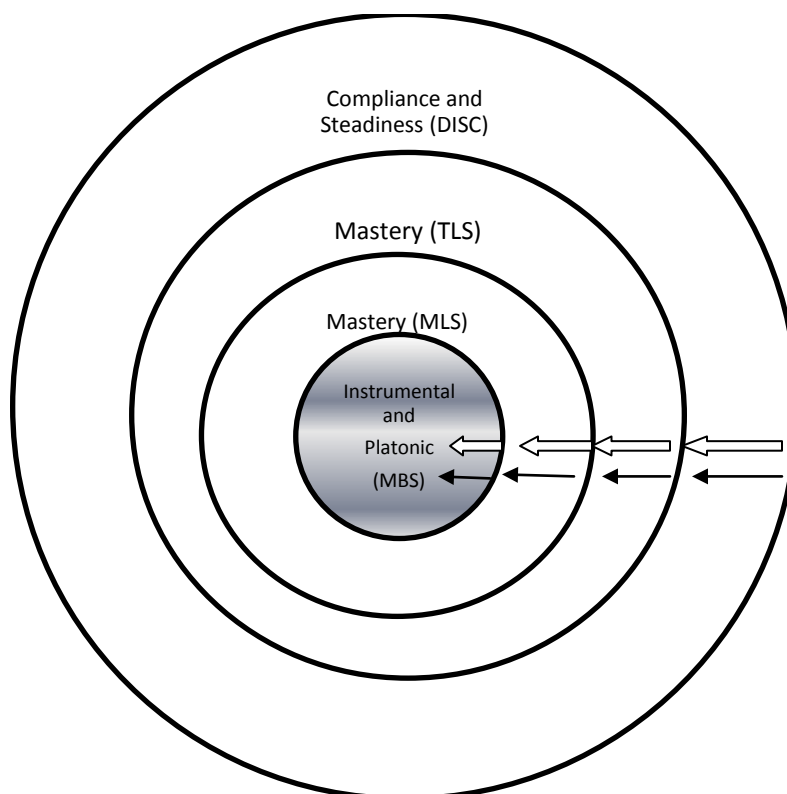 Compliance and
Steadiness (DISC)
Mastery (TLS)
Mastery (MLS)
Instrumental
and
Platonic
(MBS)